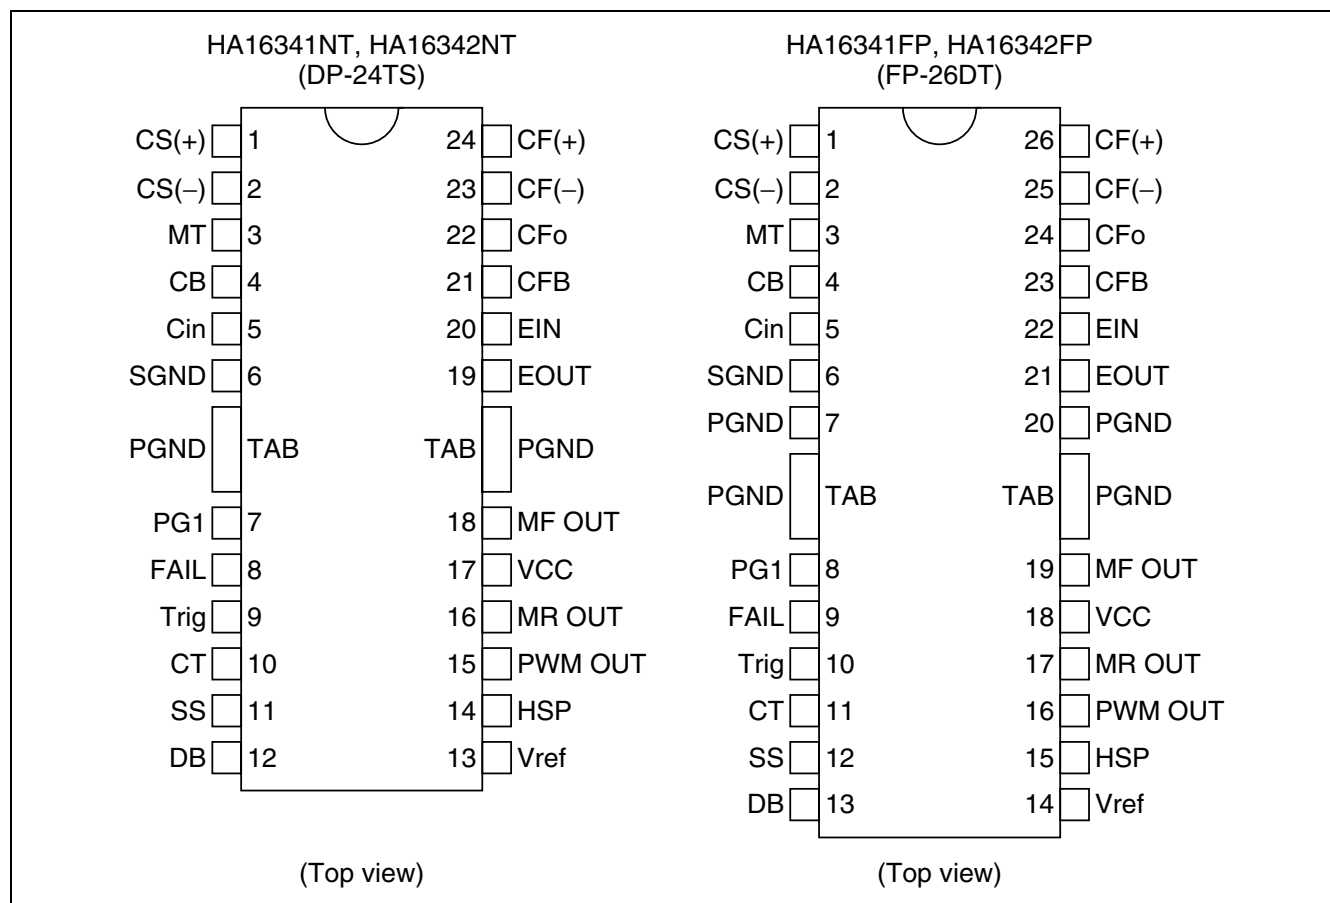 HA16341NT, HA16342NT
(DP-24TS)
CS(+) 1 24 CF(+)
CS(−) 2 23 CF(−)
MT 3 22 CFo
CB 4 21 CFB
Cin 5 20 EIN
SGND 6 19 EOUT
PGND TAB TAB PGND
PG1 7 18 MF OUT
FAIL 8 17 VCC
Trig 9 16 MR OUT
CT 10 15 PWM OUT
SS 11 14 HSP
DB 12 13 Vref
(Top view)
HA16341FP, HA16342FP
(FP-26DT)
CS(+) 1 26 CF(+)
CS(−) 2 25 CF(−)
MT 3 24 CFo
CB 4 23 CFB
Cin 5 22 EIN
SGND 6 21 EOUT
PGND 7 20 PGND
PGND TAB TAB PGND
PG1 8 19 MF OUT
FAIL 9 18 VCC
Trig 10 17 MR OUT
CT 11 16 PWM OUT
SS 12 15 HSP
DB 13 14 Vref
(Top view)